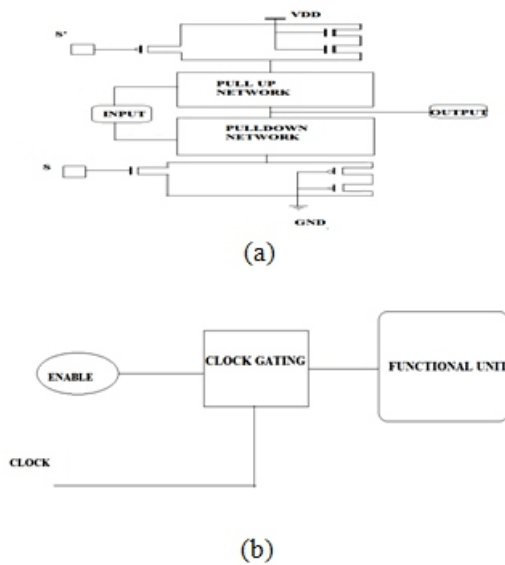 VDD
S'
PULL UP
NETWORK
INPUT
OUTPUT
PULLDOWN
NETWORK
S
GND
(a)
CLOCK GATING
FUNCTIONAL UNIT
ENABLE
CLOCK
(b)